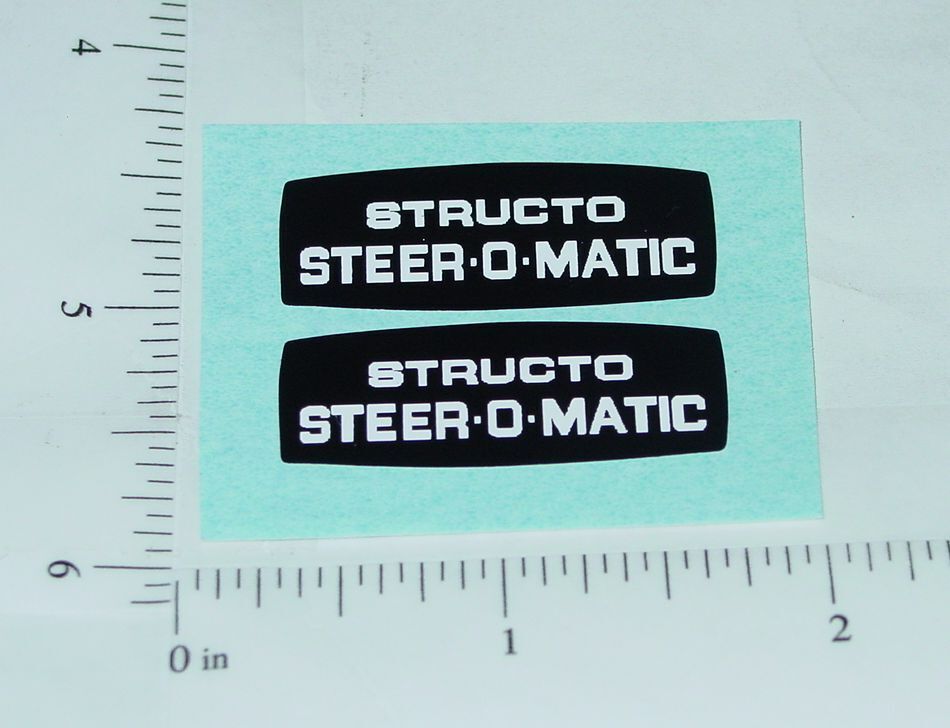 4
STRUCTO
STEER·O·MATIC
5
STRUCTO
STEER·O·MATIC
6
0 in 1 2